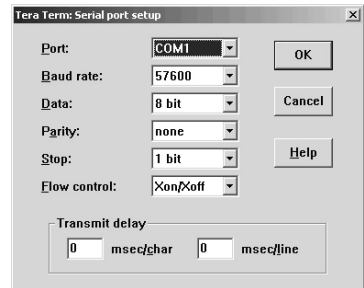 Tera Term: Serial port setup
Port: COM1 OK
Baud rate: 57600
Data: 8 bit Cancel
Parity: none
Stop: 1 bit Help
Flow control: Xon/Xoff
Transmit delay
0 msec/char 0 msec/line